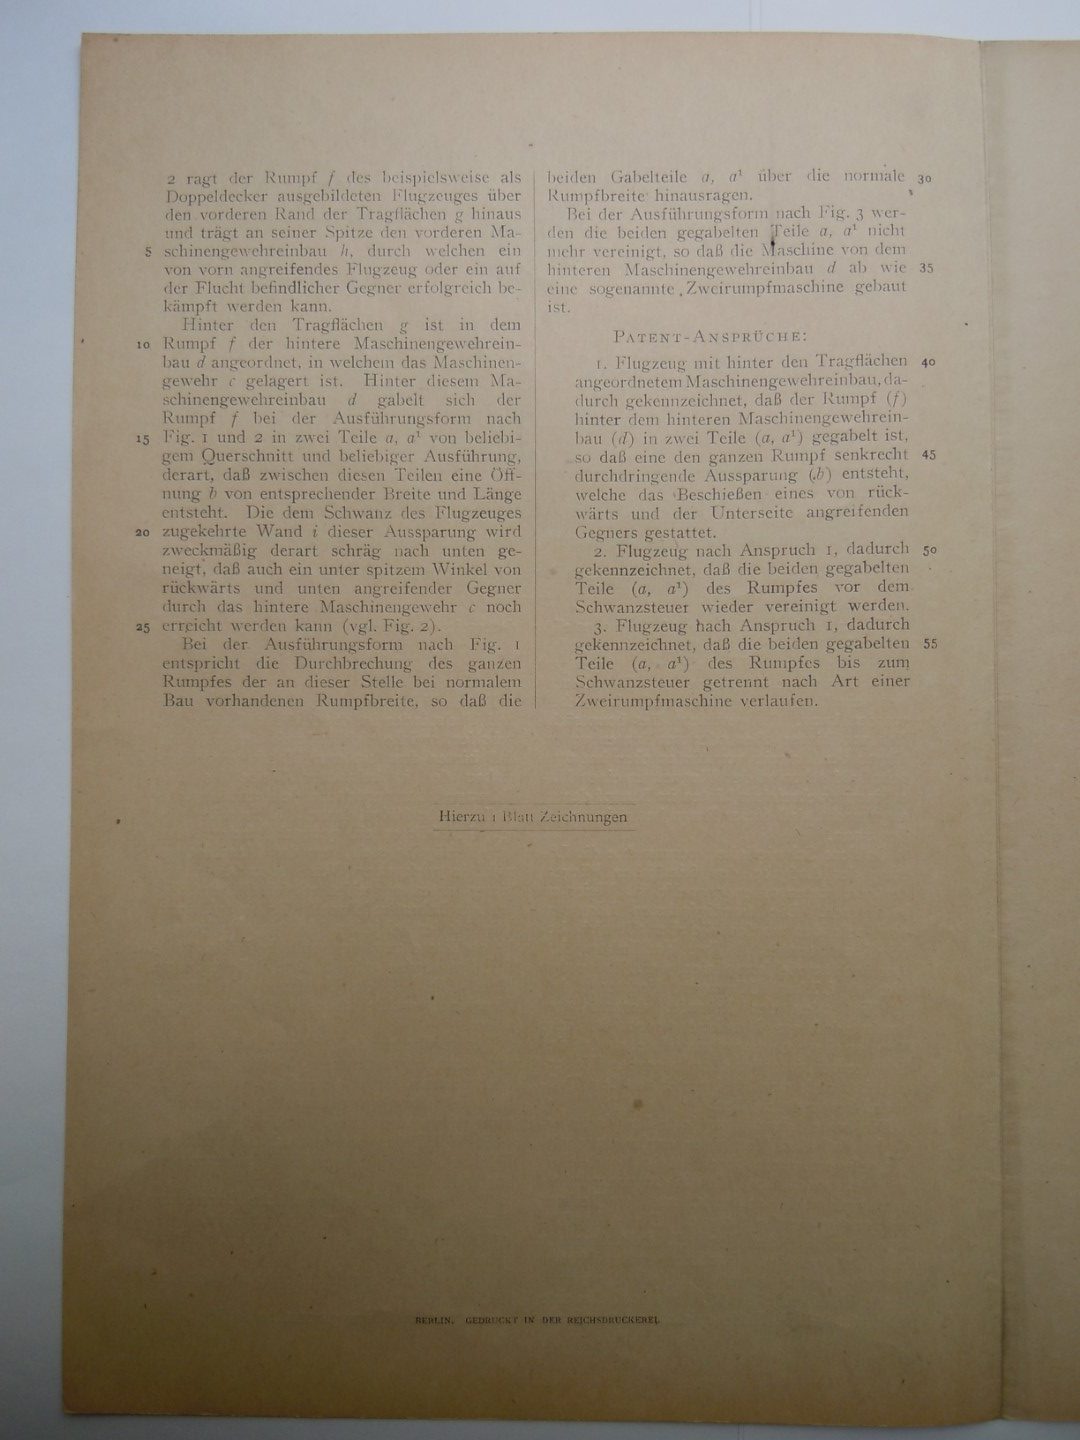 2 ragt der Rumpf f des beispielsweise als
Doppeldecker ausgebildeten Flugzeuges über
den vorderen Rand der Tragflächen g hinaus
und trägt an seiner Spitze den vorderen Ma-
5 schinengewehreinbau h, durch welchen ein
von vorn angreifendes Flugzeug oder ein auf
der Flucht befindlicher Gegner erfolgreich be-
kämpft werden kann.
Hinter den Tragflächen g ist in dem
10 Rumpf f der hintere Maschinengewehrein-
bau d angeordnet, in welchem das Maschinen-
gewehr c gelagert ist. Hinter diesem Ma-
schinengewehreinbau d gabelt sich der
Rumpf f bei der Ausführungsform nach
15 Fig. 1 und 2 in zwei Teile a, a¹ von beliebi-
gem Querschnitt und beliebiger Ausführung,
derart, daß zwischen diesen Teilen eine Öff-
nung b von entsprechender Breite und Länge
entsteht. Die dem Schwanz des Flugzeuges
20 zugekehrte Wand i dieser Aussparung wird
zweckmäßig derart schräg nach unten ge-
neigt, daß auch ein unter spitzem Winkel von
rückwärts und unten angreifender Gegner
durch das hintere Maschinengewehr c noch
25 erreicht werden kann (vgl. Fig. 2).
Bei der Ausführungsform nach Fig. 1
entspricht die Durchbrechung des ganzen
Rumpfes der an dieser Stelle bei normalem
Bau vorhandenen Rumpfbreite, so daß die
beiden Gabelteile a, a¹ über die normale 30
Rumpfbreite hinausragen.
Bei der Ausführungsform nach Fig. 3 wer-
den die beiden gegabelten Teile a, a¹ nicht
mehr vereinigt, so daß die Maschine von dem
hinteren Maschinengewehreinbau d ab wie 35
eine sogenannte Zweirumpfmaschine gebaut
ist.
PATENT-ANSPRÜCHE:
1. Flugzeug mit hinter den Tragflächen 40
angeordnetem Maschinengewehreinbau, da-
durch gekennzeichnet, daß der Rumpf (f)
hinter dem hinteren Maschinengewehrein-
bau (d) in zwei Teile (a, a¹) gegabelt ist,
so daß eine den ganzen Rumpf senkrecht 45
durchdringende Aussparung (b) entsteht,
welche das Beschießen eines von rück-
wärts und der Unterseite angreifenden
Gegners gestattet.
2. Flugzeug nach Anspruch 1, dadurch 50
gekennzeichnet, daß die beiden gegabelten
Teile (a, a¹) des Rumpfes vor dem
Schwanzsteuer wieder vereinigt werden.
3. Flugzeug nach Anspruch 1, dadurch
gekennzeichnet, daß die beiden gegabelten 55
Teile (a, a¹) des Rumpfes bis zum
Schwanzsteuer getrennt nach Art einer
Zweirumpfmaschine verlaufen.
Hierzu 1 Blatt Zeichnungen
BERLIN. GEDRUCKT IN DER REICHSDRUCKEREI.